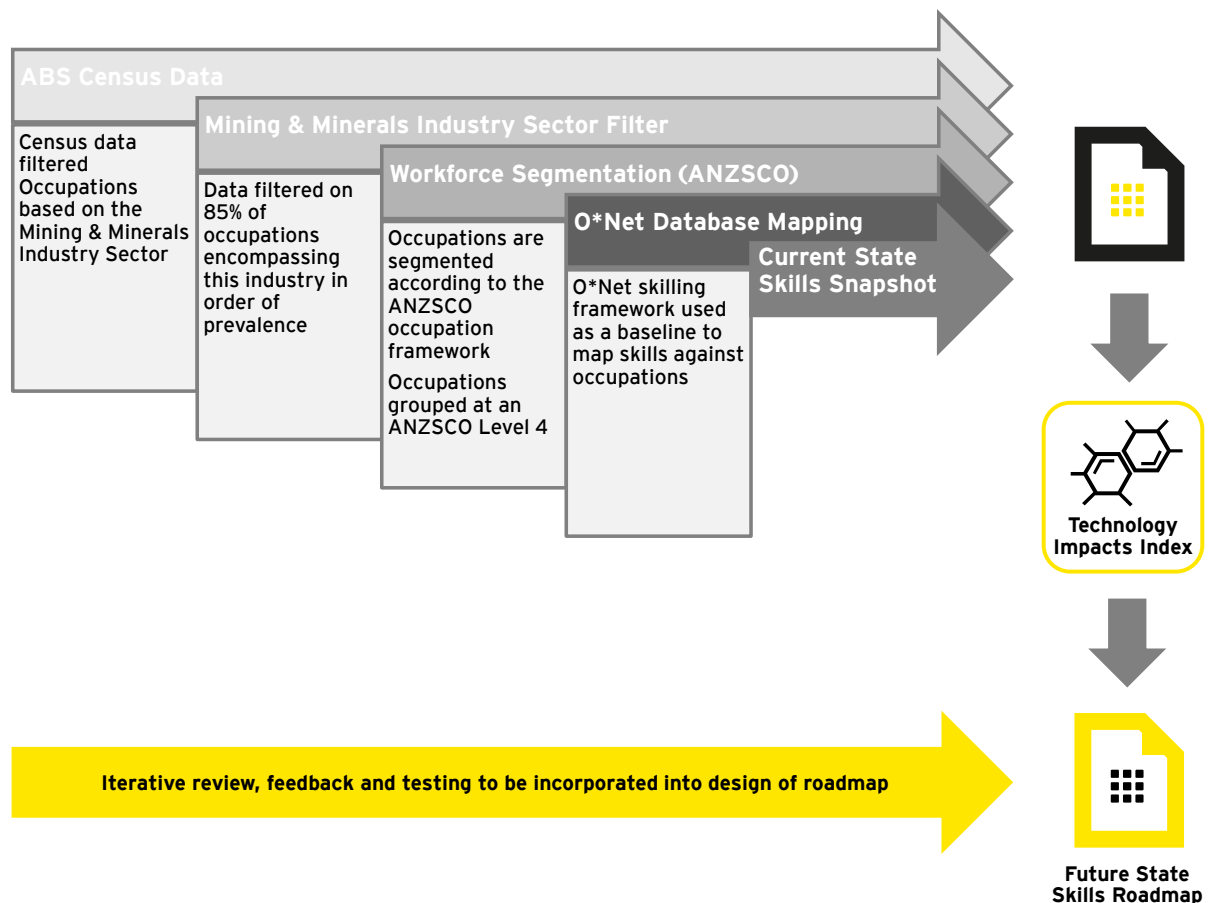 ABS Census Data
Census data
filtered
Occupations
based on the
Mining & Minerals
Industry Sector
Mining & Minerals Industry Sector Filter
Data filtered on
85% of
occupations
encompassing
this industry in
order of
prevalence
Workforce Segmentation (ANZSCO)
Occupations are
segmented
according to the
ANZSCO
occupation
framework
Occupations
grouped at an
ANZSCO Level 4
O*Net Database Mapping
O*Net skilling
framework used
as a baseline to
map skills against
occupations
Current State
Skills Snapshot
Technology
Impacts Index
Iterative review, feedback and testing to be incorporated into design of roadmap
Future State
Skills Roadmap